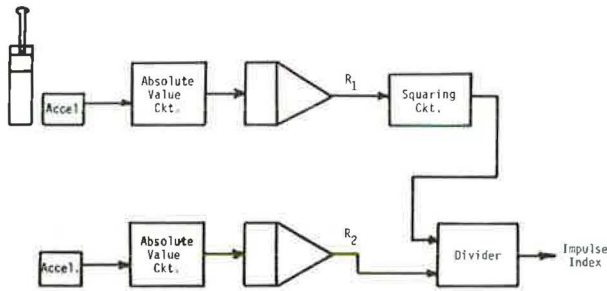 Accel.
Absolute
Value
Ckt.
R1
Squaring
Ckt.
Accel.
Absolute
Value
Ckt.
R2
Divider
Impulse
Index